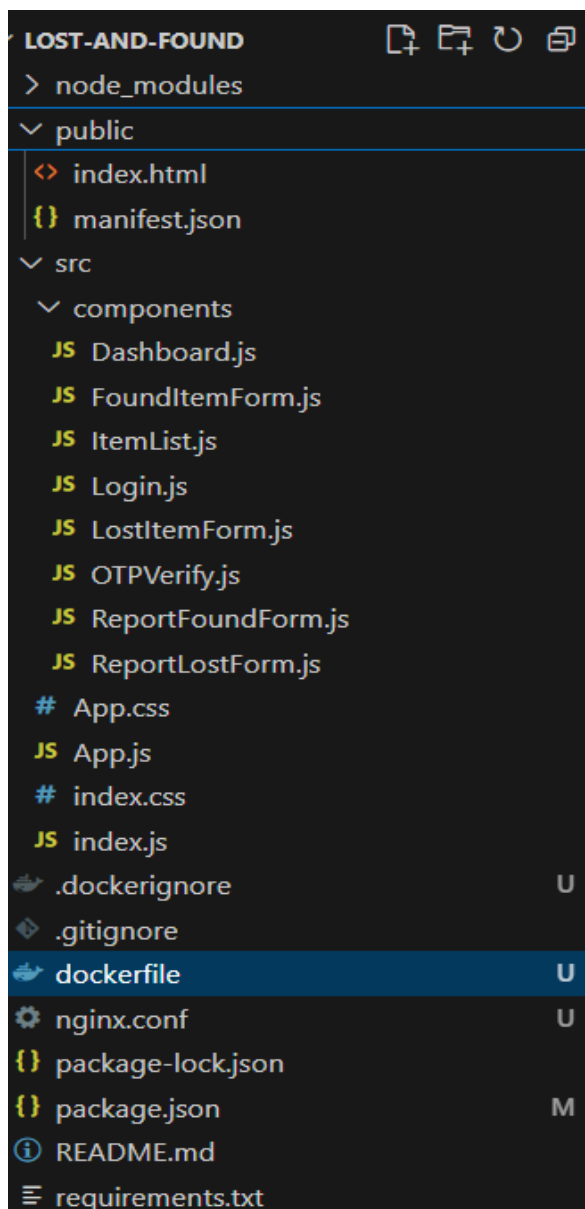 LOST-AND-FOUND
node_modules
public
index.html
{} manifest.json
src
components
JS Dashboard.js
JS FoundItemForm.js
JS ItemList.js
JS Login.js
JS LostItemForm.js
JS OTPVerify.js
JS ReportFoundForm.js
JS ReportLostForm.js
# App.css
JS App.js
# index.css
JS index.js
.dockerignore U
.gitignore
dockerfile U
nginx.conf U
{} package-lock.json
{} package.json M
README.md
requirements.txt